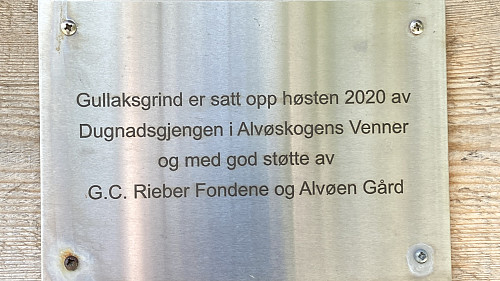 Gullaksgrind er satt opp høsten 2020 av
Dugnadsgjengen i Alvøskogens Venner
og med god støtte av
G.C. Rieber Fondene og Alvøen Gård